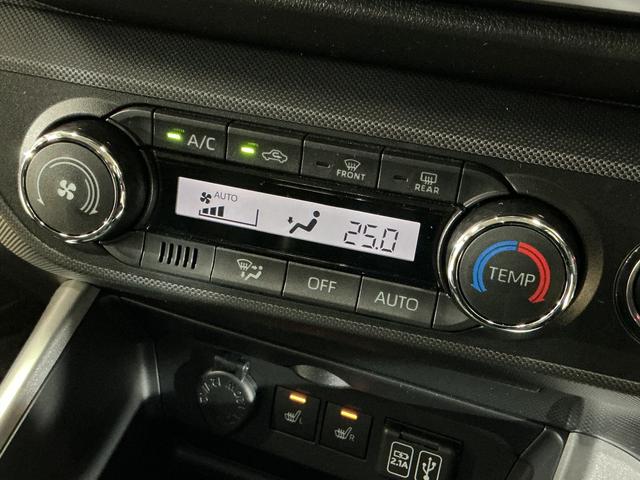 A/C
FRONT
REAR
AUTO
25.0
TEMP
OFF
AUTO
L
R
2.1A